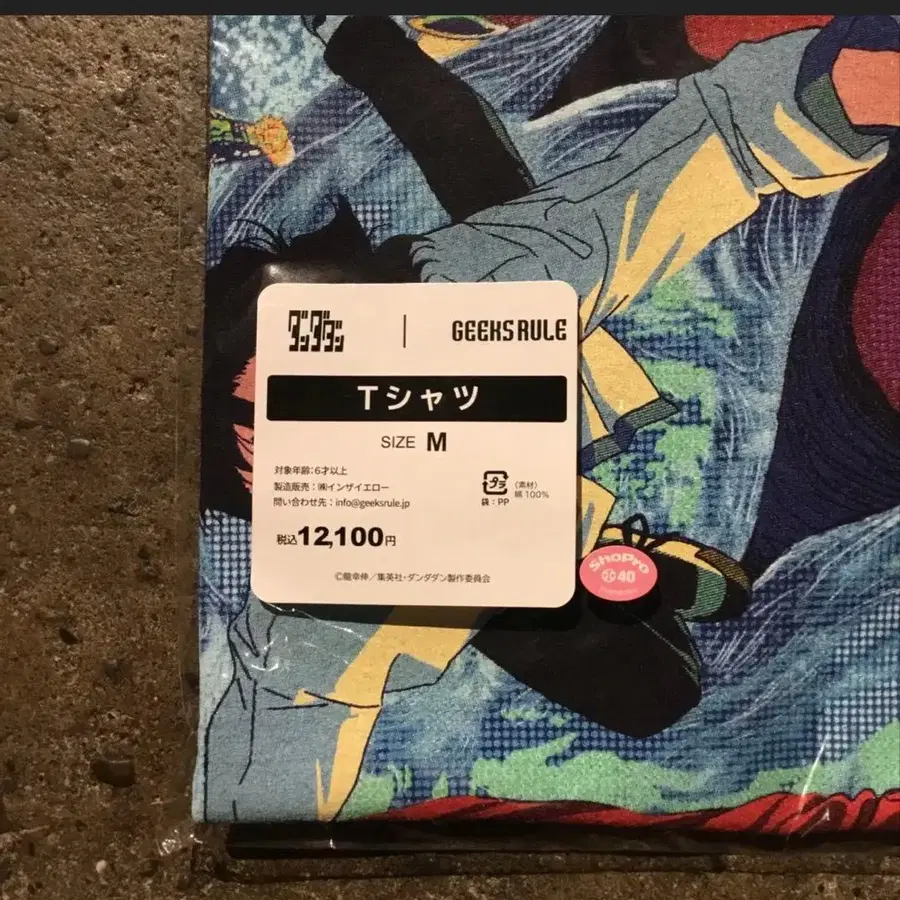 ダンダダン | GEEKS RULE
Tシャツ
SIZE M
対象年齢:6才以上
製造販売:㈱インザイエロー
問い合わせ先:info@geeksrule.jp
プラ
袋:PP
〈素材〉
綿100%
税込12,100円
©龍幸伸/集英社・ダンダダン製作委員会
ShoPro
40